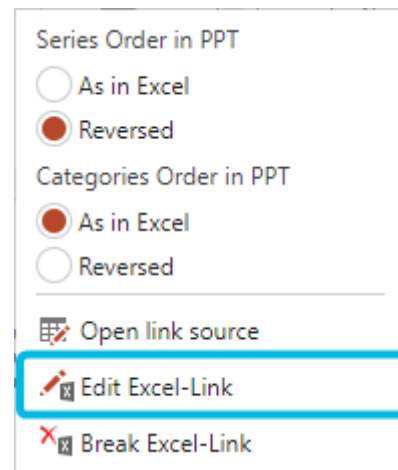 Series Order in PPT
As in Excel
Reversed
Categories Order in PPT
As in Excel
Reversed
Open link source
Edit Excel-Link
Break Excel-Link